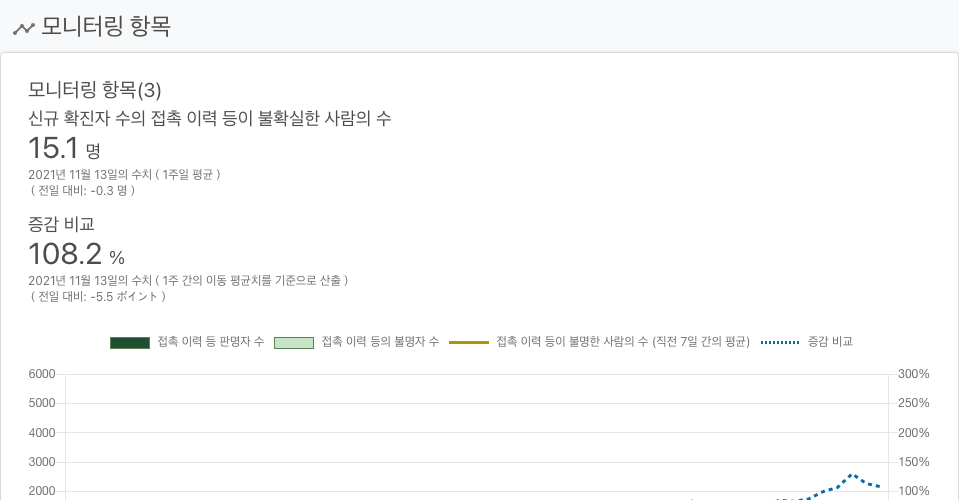 모니터링 항목
모니터링 항목(3)
신규 확진자 수의 접촉 이력 등이 불확실한 사람의 수
15.1 명
2021년 11월 13일의 수치 ( 1주일 평균 )
( 전일 대비: -0.3 명 )
증감 비교
108.2 %
2021년 11월 13일의 수치 ( 1주 간의 이동 평균치를 기준으로 산출 )
( 전일 대비: -5.5 ポイント )
접촉 이력 등 판명자 수 접촉 이력 등의 불명자 수 접촉 이력 등이 불명한 사람의 수 (직전 7일 간의 평균) 증감 비교
6000 300%
5000 250%
4000 200%
3000 150%
2000 100%